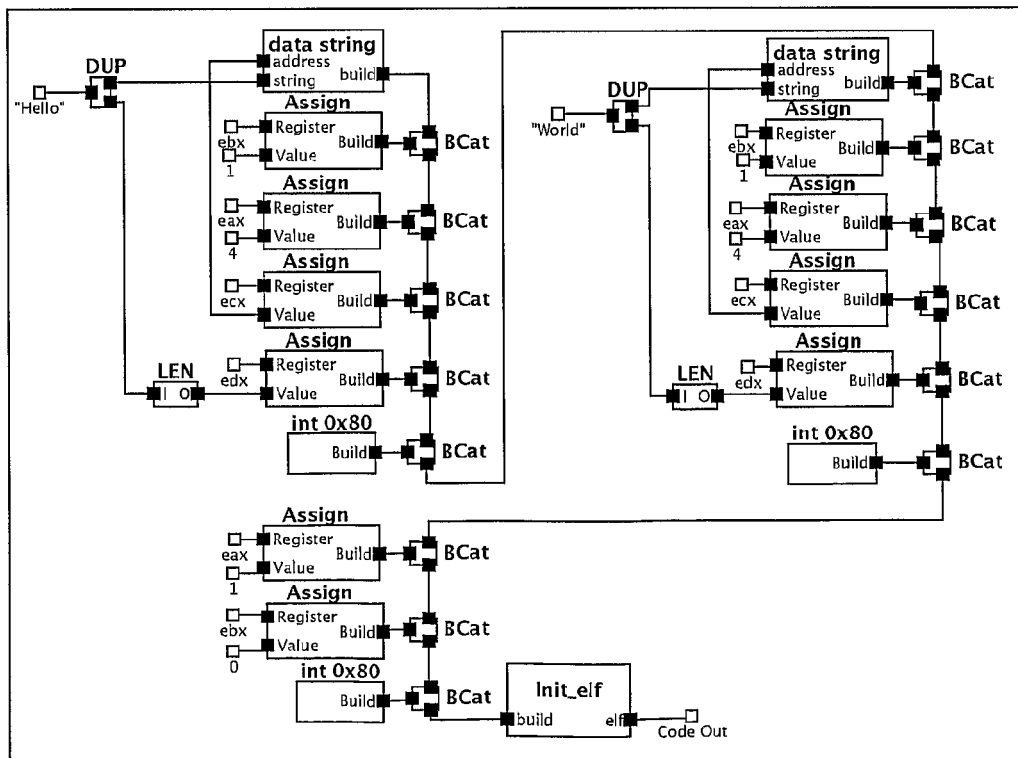 data string
address
string
build
DUP
"Hello"
Assign
Register
Value
Build
ebx
1
BCat
Assign
Register
Value
Build
eax
4
BCat
Assign
Register
Value
Build
ecx
BCat
Assign
Register
Value
Build
edx
LEN
I O
BCat
int 0x80
Build
BCat
data string
address
string
build
DUP
"World"
BCat
Assign
Register
Value
Build
ebx
1
BCat
Assign
Register
Value
Build
eax
4
BCat
Assign
Register
Value
Build
ecx
BCat
Assign
Register
Value
Build
edx
LEN
I O
BCat
int 0x80
Build
BCat
Assign
Register
Value
Build
eax
1
BCat
Assign
Register
Value
Build
ebx
0
BCat
int 0x80
Build
BCat
Init_elf
build
elf
Code Out